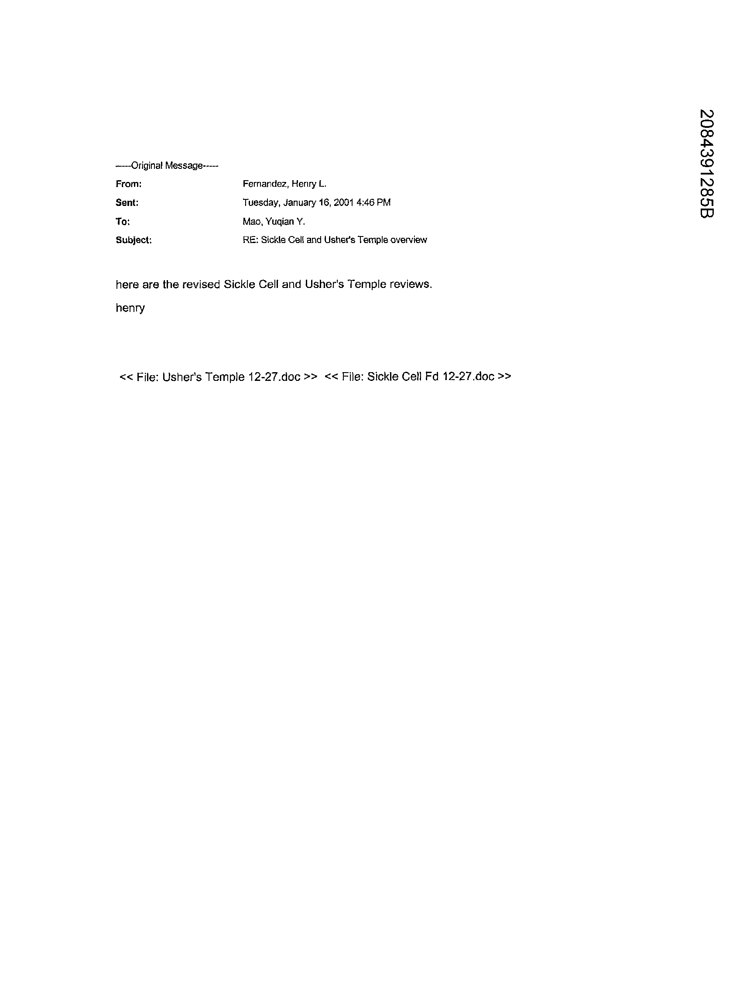 -----Original Message-----
From: Fernandez, Henry L.
Sent: Tuesday, January 16, 2001 4:46 PM
To: Mao, Yuqian Y.
Subject: RE: Sickle Cell and Usher's Temple overview
here are the revised Sickle Cell and Usher's Temple reviews.
henry
<< File: Usher's Temple 12-27.doc >> << File: Sickle Cell Fd 12-27.doc >>
2084391285B